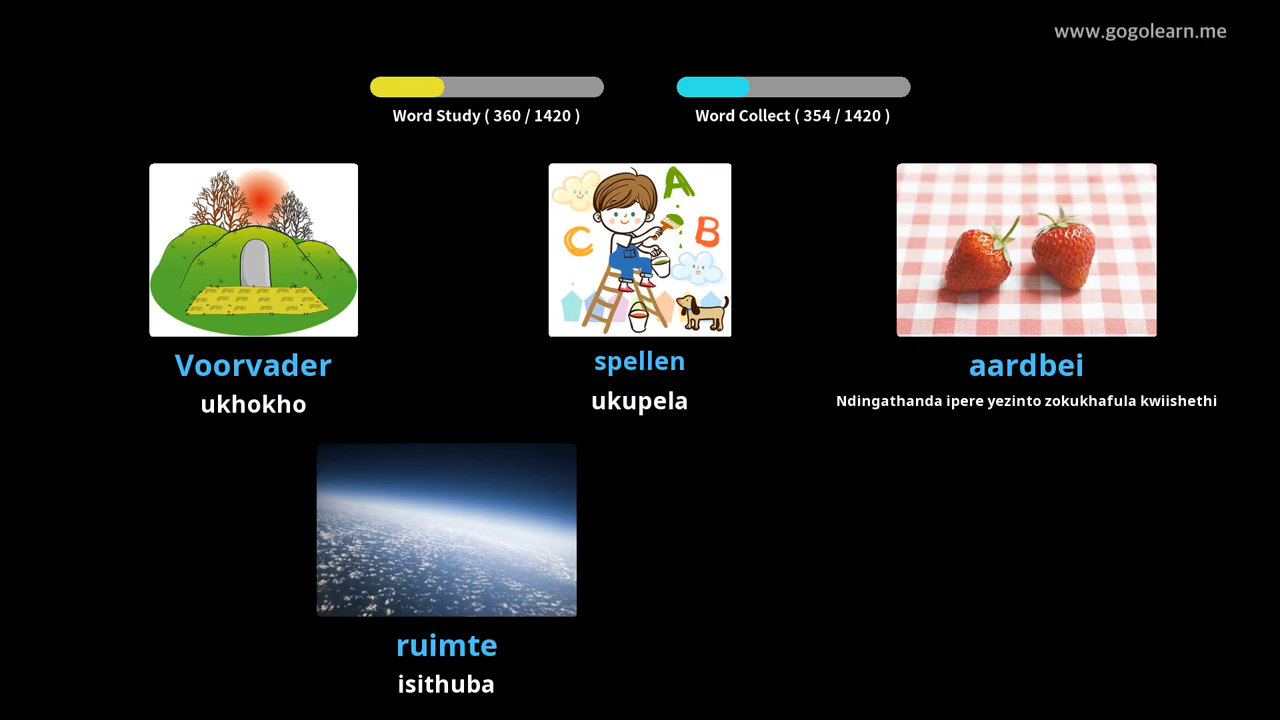 www.gogolearn.me
Word Study ( 360 / 1420 )
Word Collect ( 354 / 1420 )
A
B
C
Voorvader
ukhokho
spellen
ukupela
aardbei
Ndingathanda ipere yezinto zokukhafula kwiishethi
ruimte
isithuba